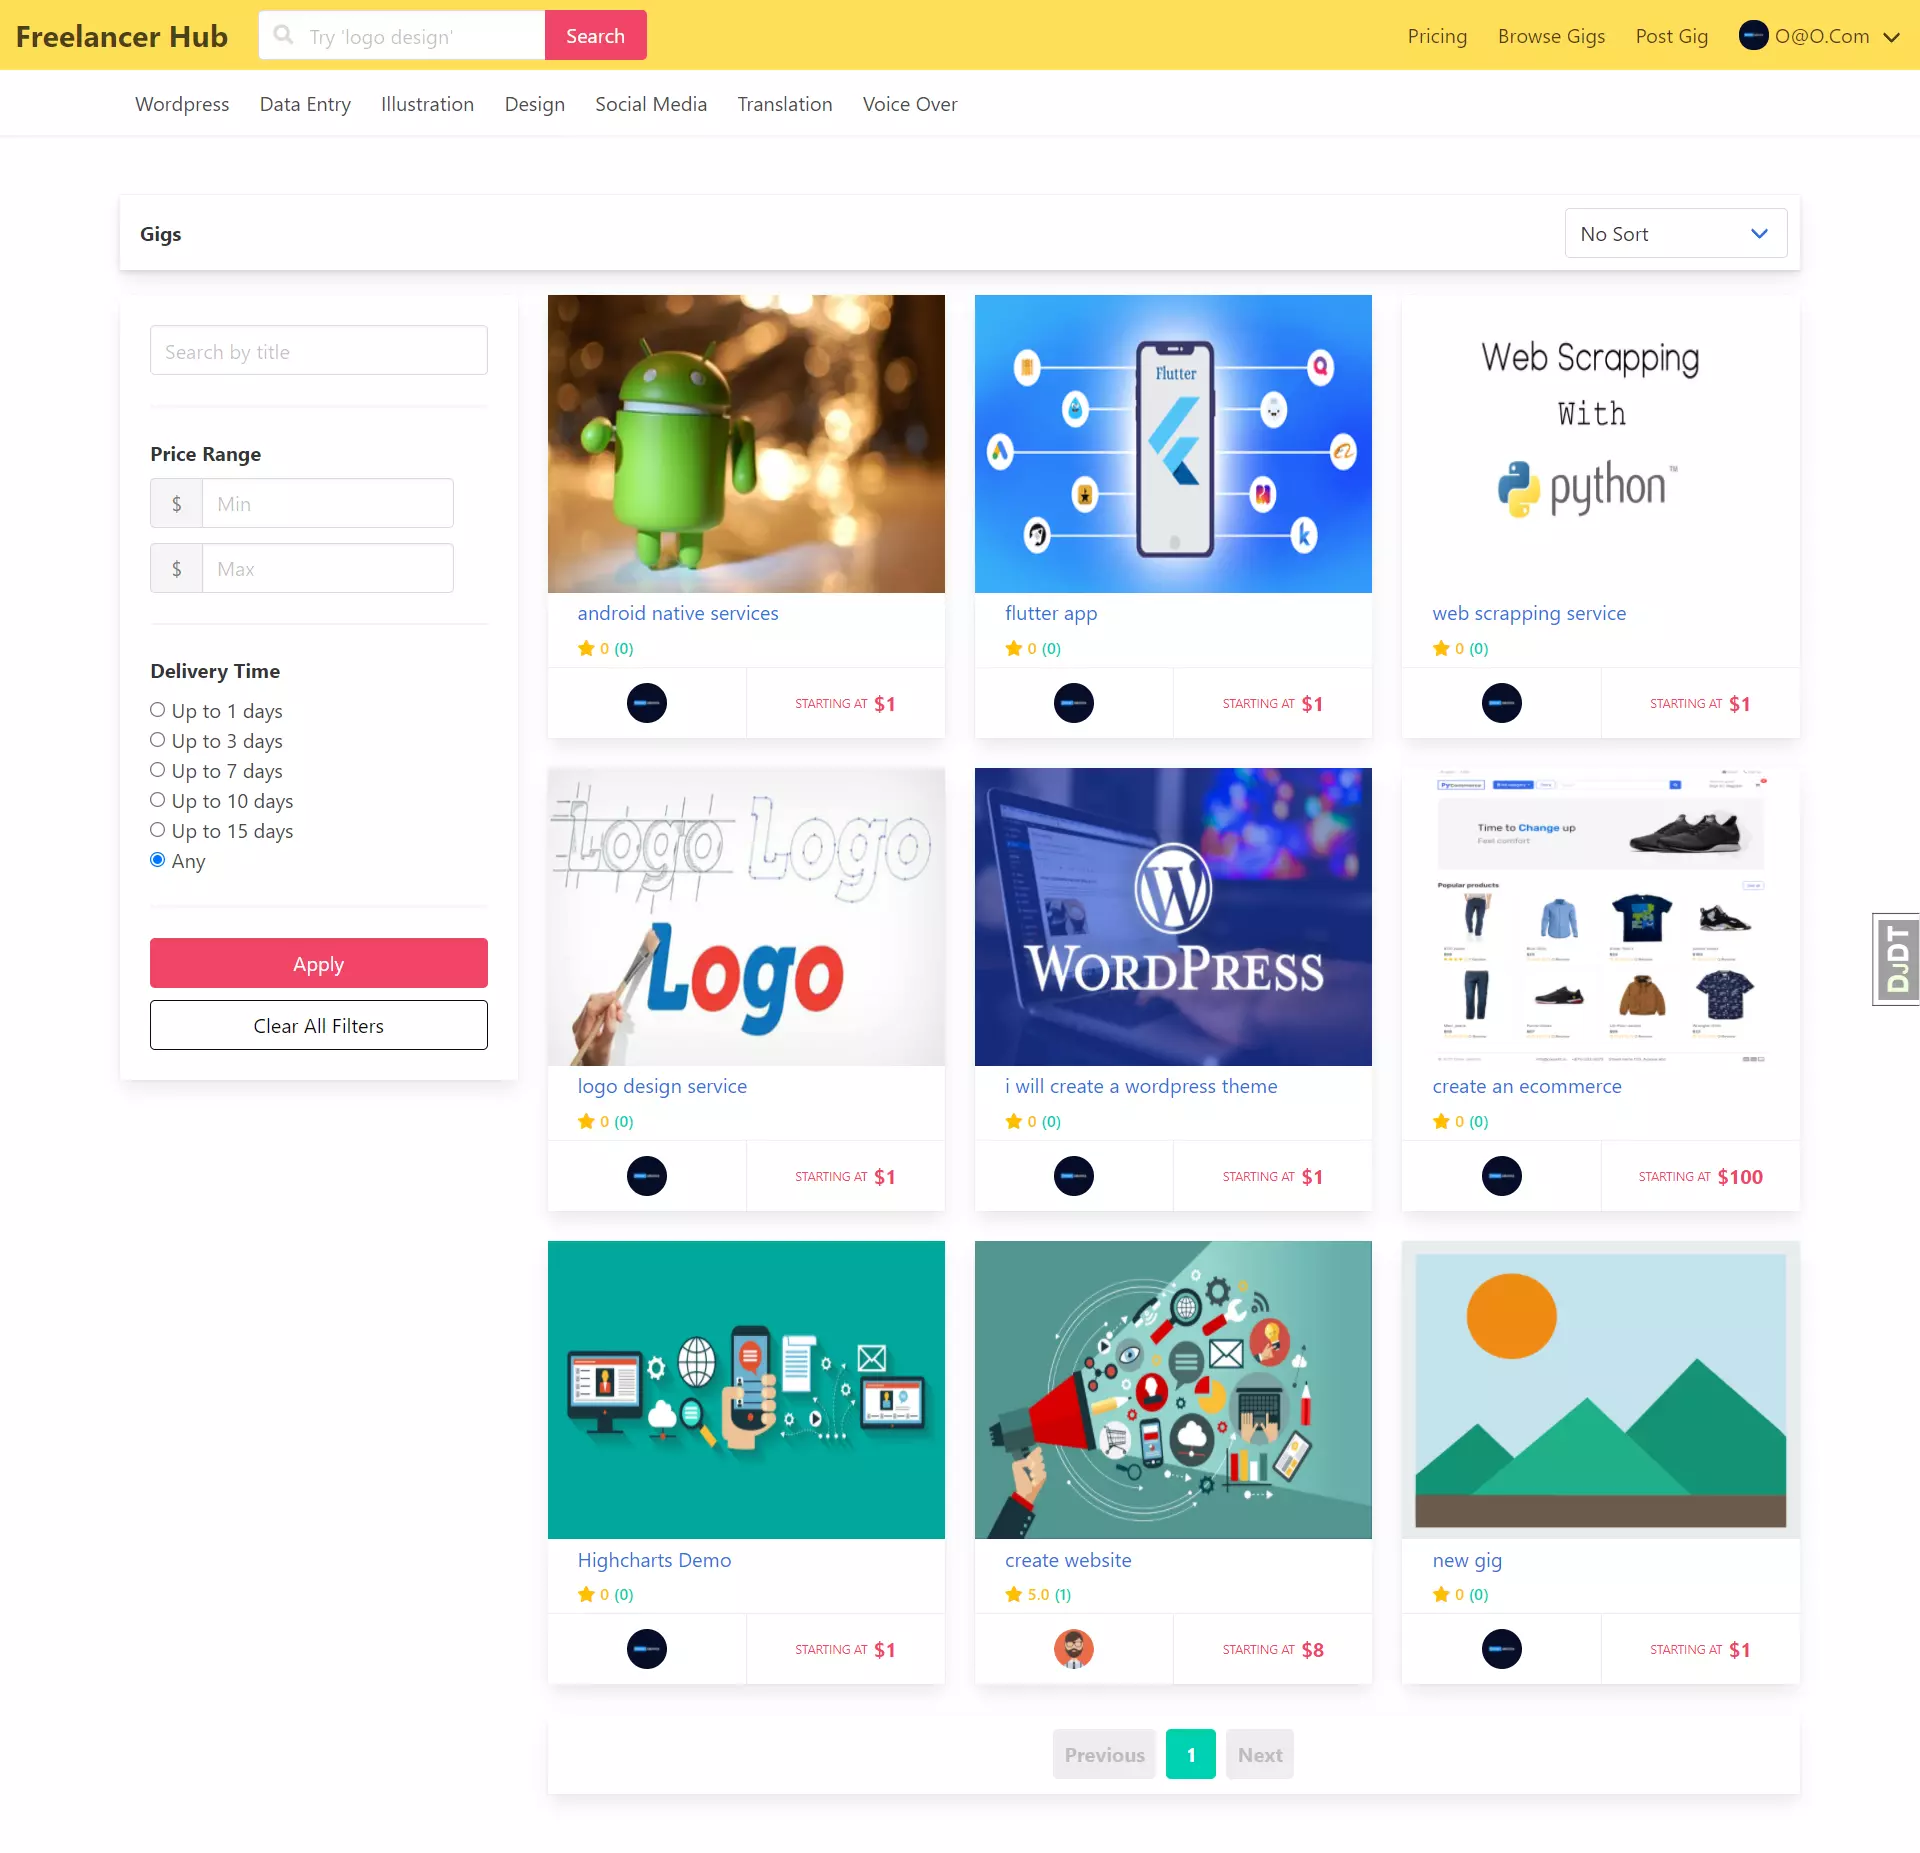 Freelancer Hub
Try 'logo design'
Search
Pricing
Browse Gigs
Post Gig
O@O.Com
Wordpress
Data Entry
Illustration
Design
Social Media
Translation
Voice Over
Gigs
No Sort
Search by title
Price Range
$ Min
$ Max
Delivery Time
Up to 1 days
Up to 3 days
Up to 7 days
Up to 10 days
Up to 15 days
Any
Apply
Clear All Filters
android native services
0 (0)
STARTING AT $1
Flutter
flutter app
0 (0)
STARTING AT $1
Web Scrapping
With
python™
web scrapping service
0 (0)
STARTING AT $1
Logo Logo
Logo
logo design service
0 (0)
STARTING AT $1
WORDPRESS
i will create a wordpress theme
0 (0)
STARTING AT $1
Time to Change up
Feel comfort
Popular products
create an ecommerce
0 (0)
STARTING AT $100
Highcharts Demo
0 (0)
STARTING AT $1
create website
5.0 (1)
STARTING AT $8
new gig
0 (0)
STARTING AT $1
DJDT
Previous
1
Next